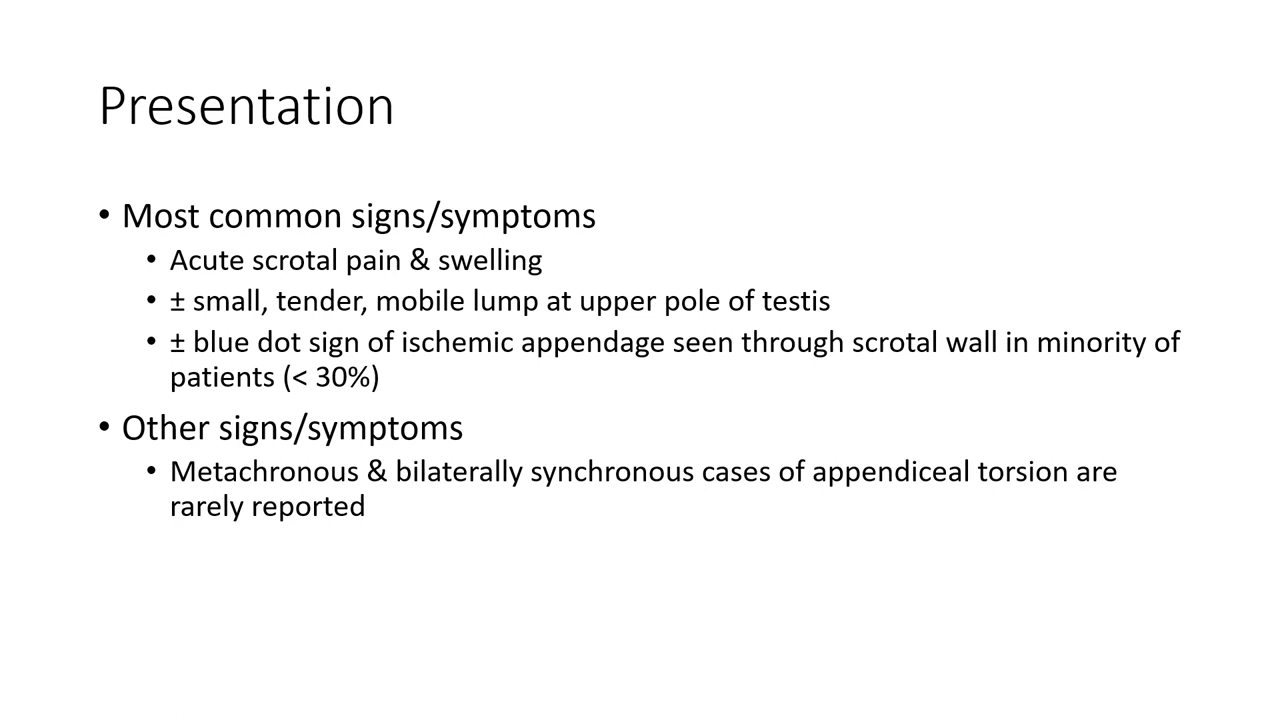 Presentation
• Most common signs/symptoms
• Acute scrotal pain & swelling
• ± small, tender, mobile lump at upper pole of testis
• ± blue dot sign of ischemic appendage seen through scrotal wall in minority of
patients (< 30%)
• Other signs/symptoms
• Metachronous & bilaterally synchronous cases of appendiceal torsion are
rarely reported